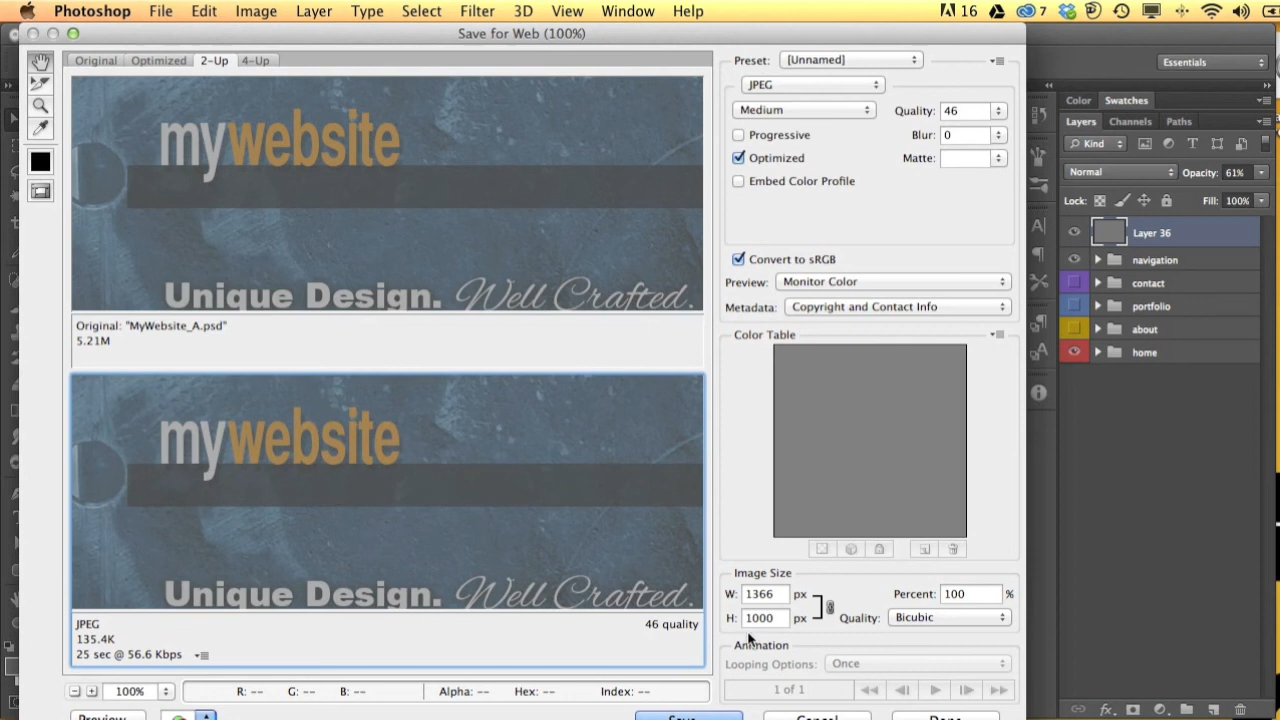 Photoshop File Edit Image Layer Type Select Filter 3D View Window Help 16 7
Save for Web (100%)
Original Optimized 2-Up 4-Up
mywebsite
Unique Design. Well Crafted.
Original: "MyWebsite_A.psd"
5.21M
mywebsite
Unique Design. Well Crafted.
JPEG 46 quality
135.4K
25 sec @ 56.6 Kbps
100% R: -- G: -- B: -- Alpha: -- Hex: -- Index: --
Preview... Save... Cancel Done
Preset: [Unnamed]
JPEG
Medium Quality: 46
Progressive Blur: 0
Optimized Matte:
Embed Color Profile
Convert to sRGB
Preview: Monitor Color
Metadata: Copyright and Contact Info
Color Table
Image Size
W: 1366 px Percent: 100 %
H: 1000 px Quality: Bicubic
Animation
Looping Options: Once
1 of 1
Essentials
Color Swatches
Layers Channels Paths
Kind
Normal Opacity: 61%
Lock: Fill: 100%
Layer 36
navigation
contact
portfolio
about
home